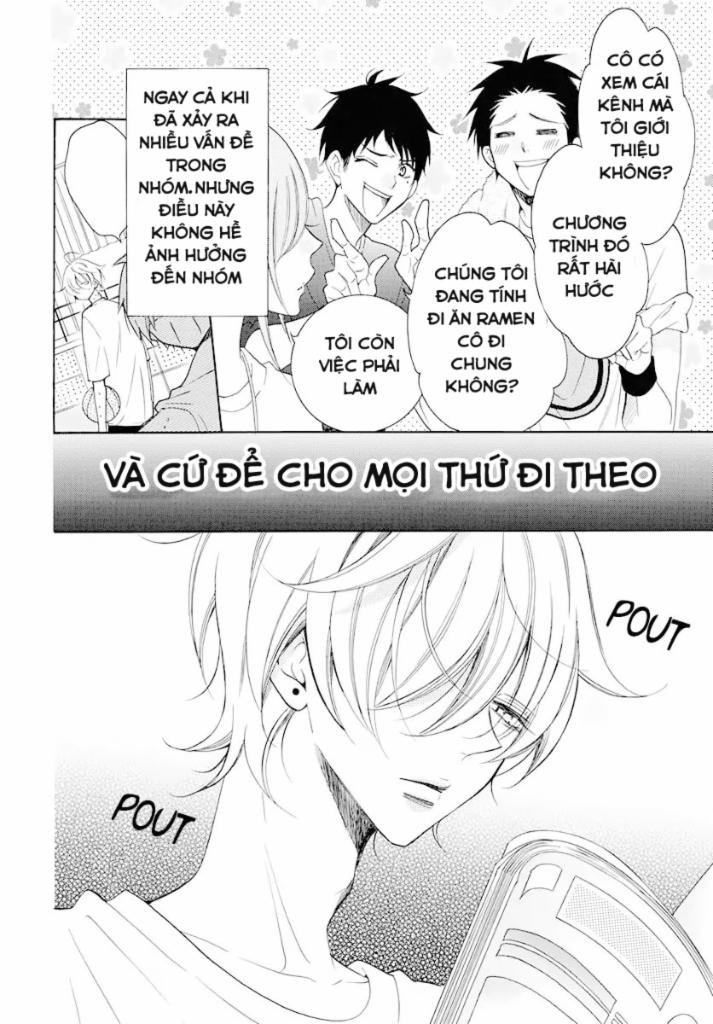 CÔ CÓ
XEM CÁI
KÊNH MÀ
TÔI GIỚI
THIỆU
KHÔNG?
CHƯƠNG
TRÌNH ĐÓ
RẤT HÀI
HƯỚC
CHÚNG TÔI
ĐANG TÍNH
ĐI ĂN RAMEN
CÔ ĐI
CHUNG
KHÔNG?
TÔI CÒN
VIỆC PHẢI
LÀM
NGAY CẢ KHI
ĐÃ XẢY RA
NHIỀU VẤN ĐỀ
TRONG
NHÓM.NHƯNG
ĐIỀU NÀY
KHÔNG HỀ
ẢNH HƯỞNG
ĐẾN NHÓM
VÀ CỨ ĐỂ CHO MỌI THỨ ĐI THEO
POUT
POUT